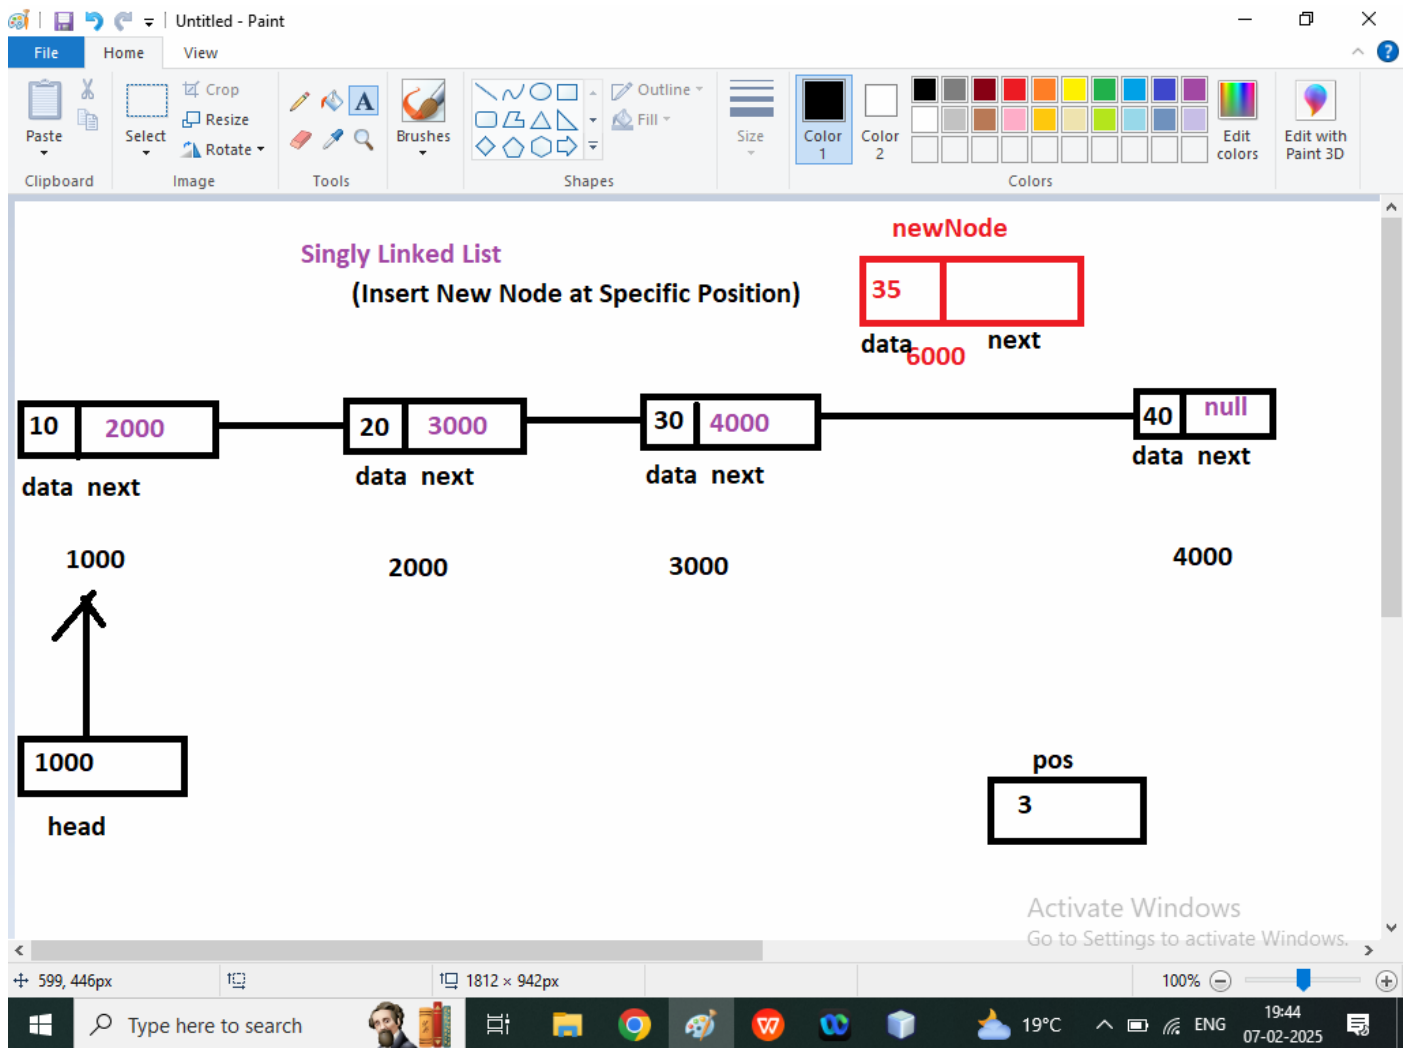 Untitled - Paint
File Home View
Paste
Select
Crop
Resize
Rotate
Brushes
Outline
Fill
Size
Color 1
Color 2
Edit colors
Edit with Paint 3D
Clipboard
Image
Tools
Shapes
Colors
newNode
Singly Linked List
(Insert New Node at Specific Position)
35
data
6000
next
10 2000
20 3000
30 4000
40 null
data next
data next
data next
data next
1000
2000
3000
4000
1000
head
pos
3
Activate Windows
Go to Settings to activate Windows.
599, 446px
1812 × 942px
100%
Type here to search
19°C
ENG
19:44
07-02-2025